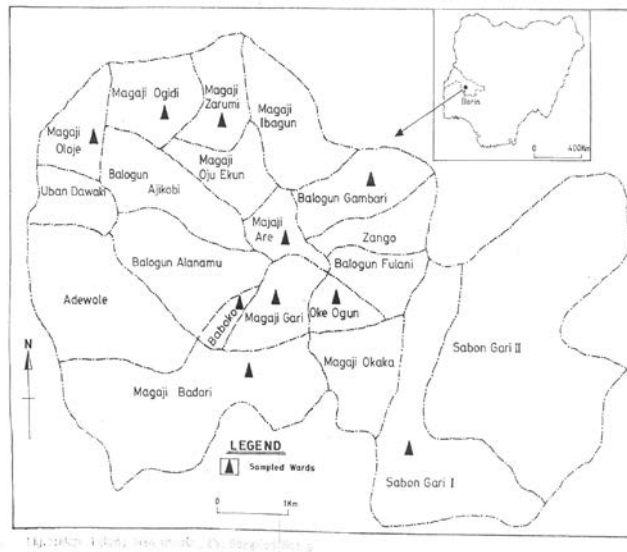 Magaji
Ogidi
Magaji
Zarumi
Magaji
Ibagun
Ilorin
0 400Km
Magaji
Oloje
Balogun
Ajikobi
Magaji
Oju Ekun
Uban Dawaki
Balogun Gambari
Majaji
Are
Zango
Balogun Alanamu
Balogun Fulani
Adewole
Baboko
Magaji Gari
Oke Ogun
N
Magaji Badari
Magaji Okaka
Sabon Gari II
LEGEND
Sampled Wards
0 1Km
Sabon Gari I